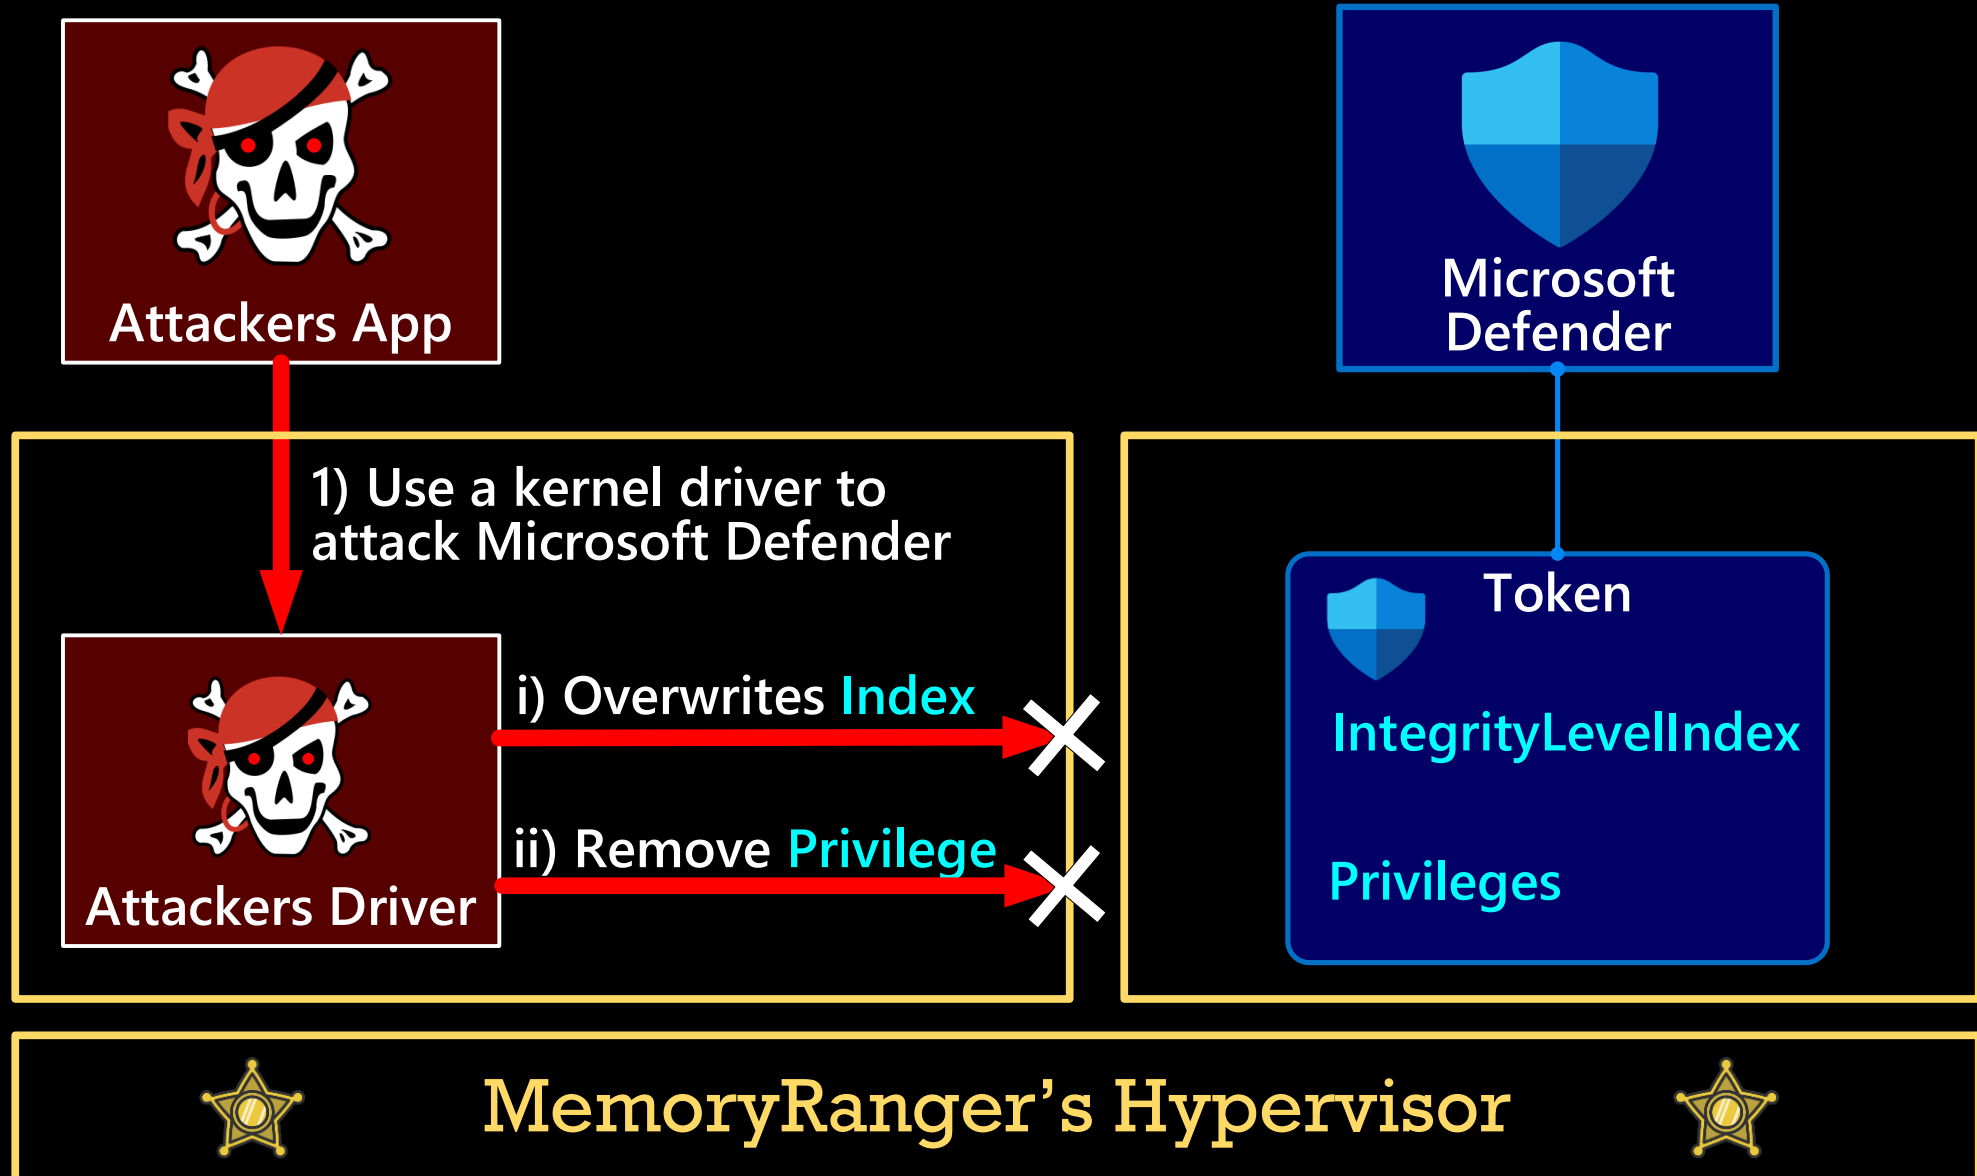 Attackers App
Microsoft
Defender
1) Use a kernel driver to
attack Microsoft Defender
Token
i) Overwrites Index
IntegrityLevelIndex
ii) Remove Privilege
Privileges
Attackers Driver
MemoryRanger's Hypervisor